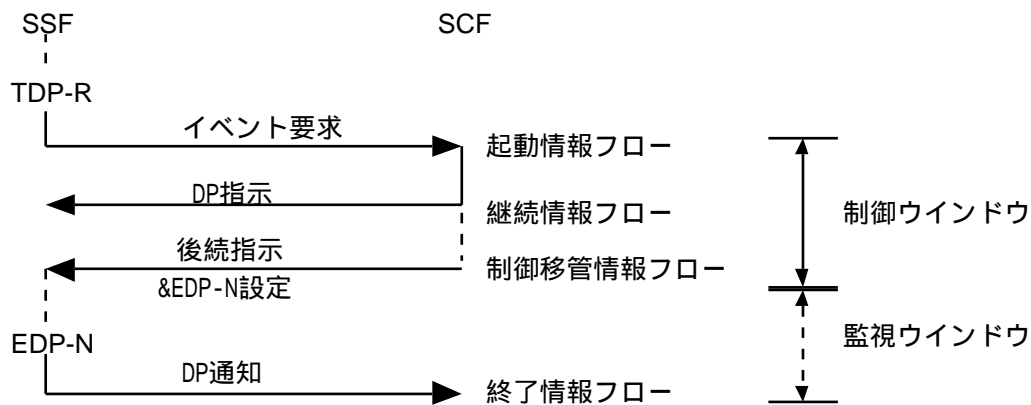 SSF
SCF
TDP-R
イベント要求
起動情報フロー
DP指示
継続情報フロー
制御ウインドウ
後続指示
制御移管情報フロー
&EDP-N設定
EDP-N
監視ウインドウ
DP通知
終了情報フロー